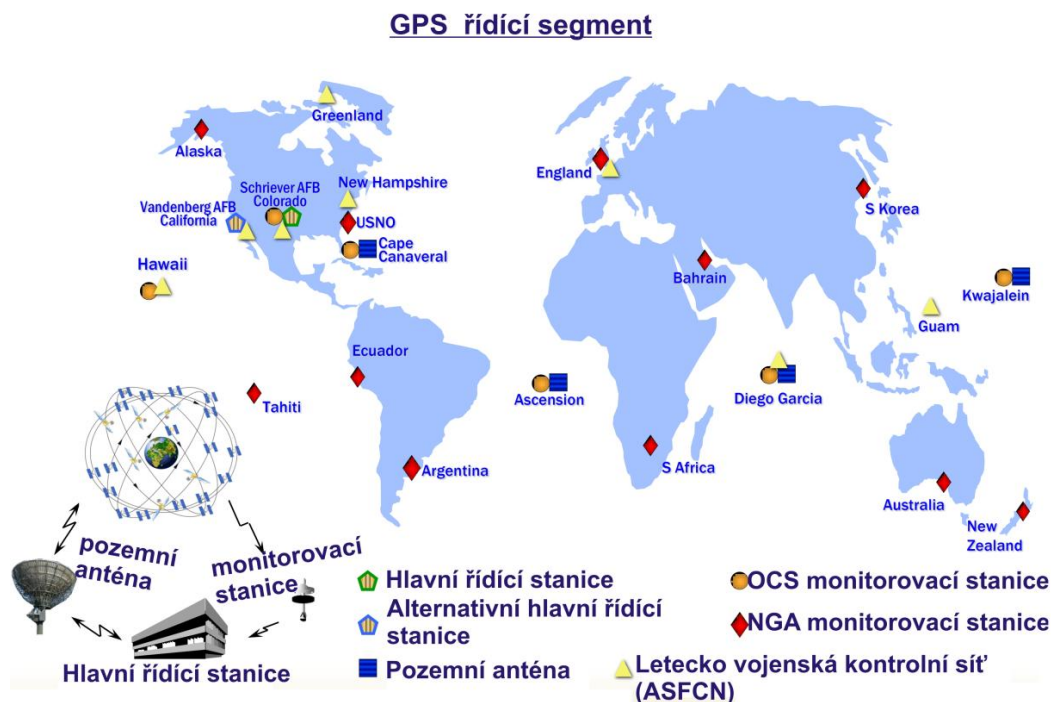 GPS řídící segment
Greenland
Alaska
England
New Hampshire
Schriever AFB
Colorado
Vandenberg AFB
California
S Korea
USNO
Cape
Canaveral
Hawaii
Bahrain
Kwajalein
Guam
Ecuador
Tahiti
Ascension
Diego Garcia
Argentina
S Africa
Australia
New
Zealand
pozemní
anténa
monitorovací
stanice
Hlavní řídící stanice
Hlavní řídící stanice
Alternativní hlavní řídící
stanice
Pozemní anténa
OCS monitorovací stanice
NGA monitorovací stanice
Letecko vojenská kontrolní síť
(ASFCN)